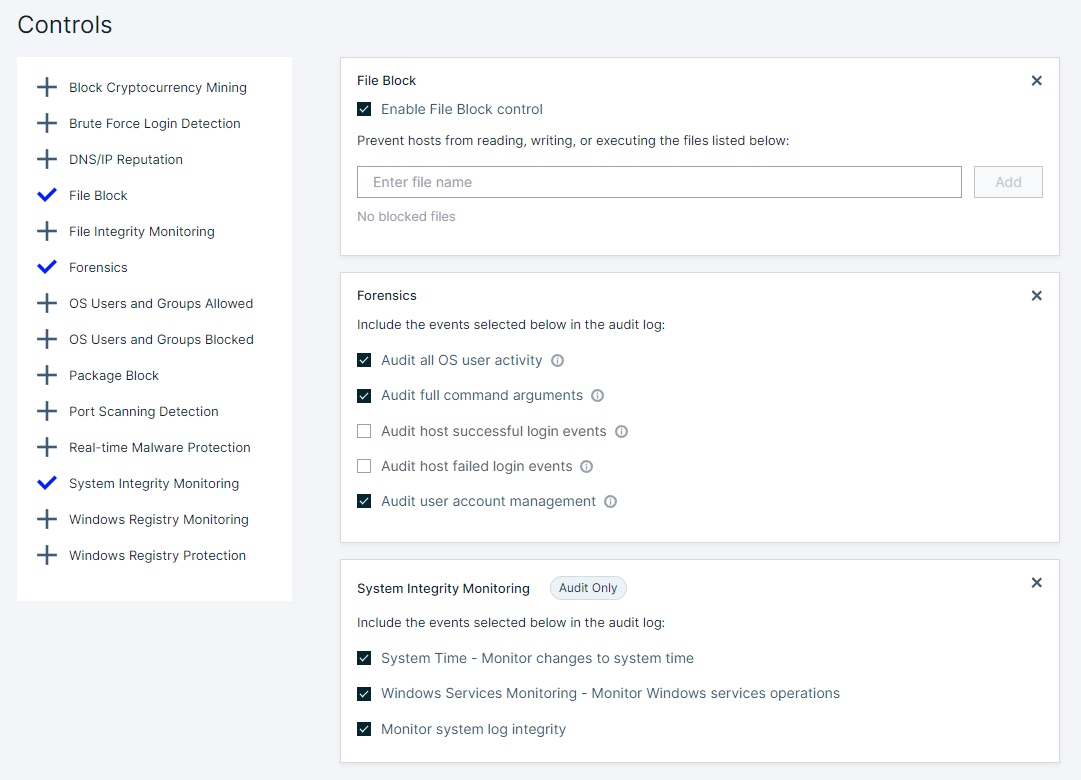 Controls
Block Cryptocurrency Mining
Brute Force Login Detection
DNS/IP Reputation
File Block
File Integrity Monitoring
Forensics
OS Users and Groups Allowed
OS Users and Groups Blocked
Package Block
Port Scanning Detection
Real-time Malware Protection
System Integrity Monitoring
Windows Registry Monitoring
Windows Registry Protection
File Block
Enable File Block control
Prevent hosts from reading, writing, or executing the files listed below:
Enter file name
Add
No blocked files
Forensics
Include the events selected below in the audit log:
Audit all OS user activity
Audit full command arguments
Audit host successful login events
Audit host failed login events
Audit user account management
System Integrity Monitoring Audit Only
Include the events selected below in the audit log:
System Time - Monitor changes to system time
Windows Services Monitoring - Monitor Windows services operations
Monitor system log integrity